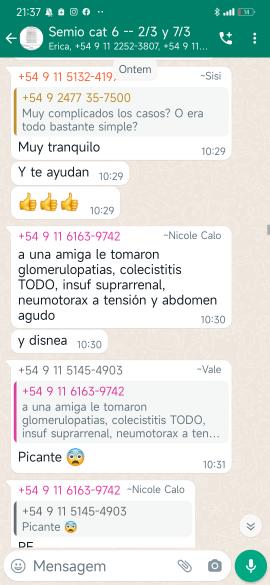 21:37
Semio cat 6 -- 2/3 y 7/3
Erica, +54 9 11 2252-3807, +54 9 11...
Ontem
+54 9 11 5132-419 ~Sisi
+54 9 2477 35-7500
Muy complicados los casos? O era
todo bastante simple?
Muy tranquilo 10:29
Y te ayudan 10:29
👍👍👍 10:29
+54 9 11 6163-9742 ~Nicole Calo
a una amiga le tomaron
glomerulopatias, colecistitis
TODO, insuf suprarrenal,
neumotorax a tensión y abdomen
agudo 10:30
y disnea 10:30
+54 9 11 5145-4903 ~Vale
+54 9 11 6163-9742
a una amiga le tomaron
glomerulopatias, colecistitis TODO,
insuf suprarrenal, neumotorax a ten...
Picante 😨 10:31
+54 9 11 6163-9742 ~Nicole Calo
+54 9 11 5145-4903
Picante 😨
Mensagem